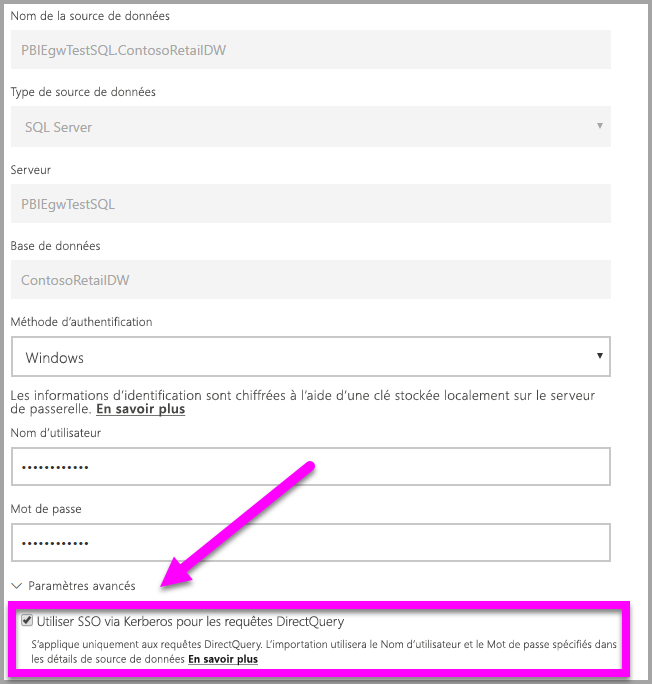 Nom de la source de données
PBIEgwTestSQL.ContosoRetailDW
Type de source de données
SQL Server
Serveur
PBIEgwTestSQL
Base de données
ContosoRetailDW
Méthode d'authentification
Windows
Les informations d'identification sont chiffrées à l'aide d'une clé stockée localement sur le serveur
de passerelle. En savoir plus
Nom d'utilisateur
••••••••••••
Mot de passe
••••••••••••
Paramètres avancés
Utiliser SSO via Kerberos pour les requêtes DirectQuery
S'applique uniquement aux requêtes DirectQuery. L'importation utilisera le Nom d'utilisateur et le Mot de passe spécifiés dans
les détails de source de données En savoir plus